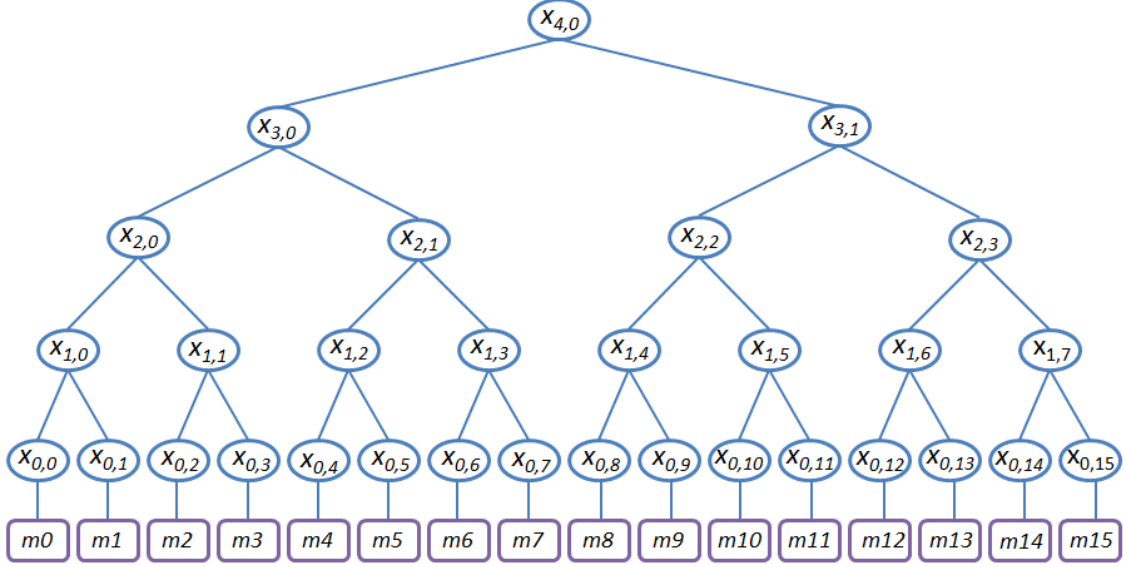 x4,0
x3,0 x3,1
x2,0 x2,1 x2,2 x2,3
x1,0 x1,1 x1,2 x1,3 x1,4 x1,5 x1,6 x1,7
x0,0 x0,1 x0,2 x0,3 x0,4 x0,5 x0,6 x0,7 x0,8 x0,9 x0,10 x0,11 x0,12 x0,13 x0,14 x0,15
m0 m1 m2 m3 m4 m5 m6 m7 m8 m9 m10 m11 m12 m13 m14 m15